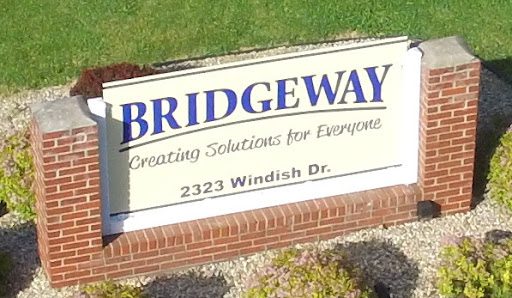 BRIDGEWAY
Creating Solutions for Everyone
2323 Windish Dr.